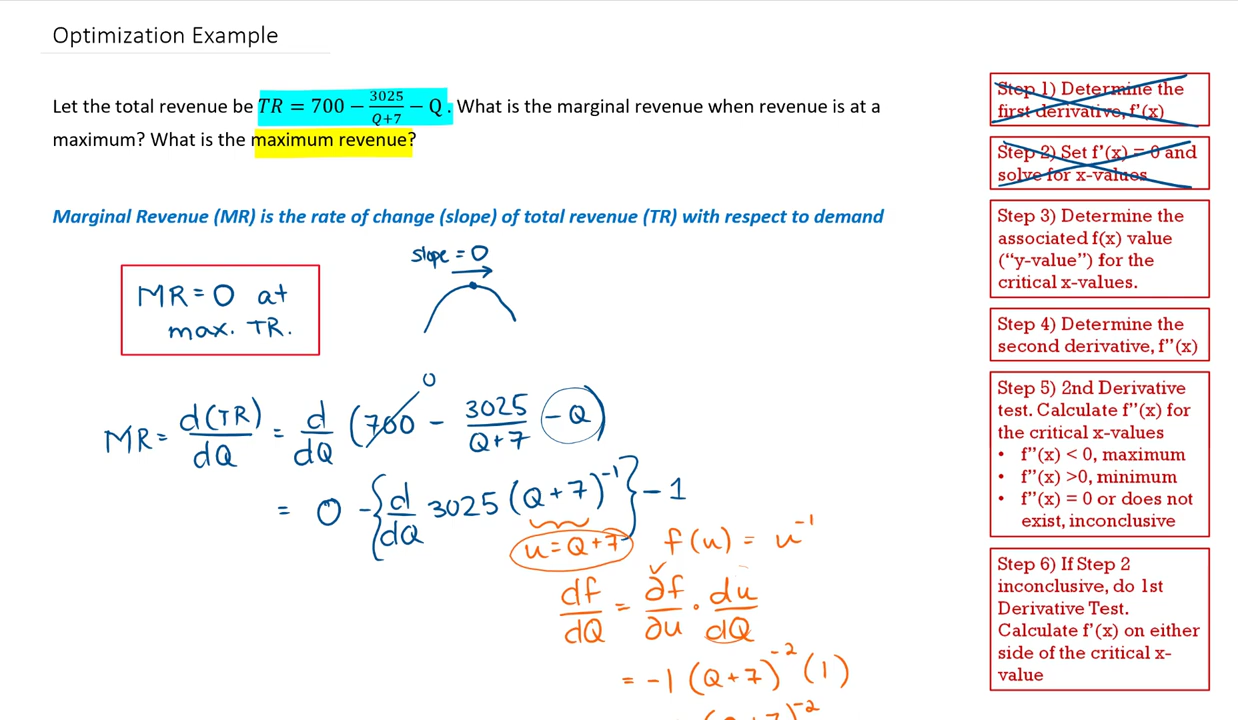 Optimization Example
Let the total revenue be TR = 700 − 3025/(Q+7) − Q. What is the marginal revenue when revenue is at a
maximum? What is the maximum revenue?
Marginal Revenue (MR) is the rate of change (slope) of total revenue (TR) with respect to demand
slope = 0
MR = 0 at
max. TR.
0
MR = d(TR)/dQ = d/dQ (700 − 3025/(Q+7) − Q)
= 0 − {d/dQ 3025 (Q+7)⁻¹} − 1
u = Q+7 f(u) = u⁻¹
df/dQ = ∂f/∂u · du/dQ
= −1 (Q+7)⁻² (1)
Step 1) Determine the
first derivative, f'(x)
Step 2) Set f'(x) = 0 and
solve for x-values
Step 3) Determine the
associated f(x) value
(“y-value”) for the
critical x-values.
Step 4) Determine the
second derivative, f''(x)
Step 5) 2nd Derivative
test. Calculate f''(x) for
the critical x-values
• f''(x) < 0, maximum
• f''(x) >0, minimum
• f''(x) = 0 or does not
exist, inconclusive
Step 6) If Step 2
inconclusive, do 1st
Derivative Test.
Calculate f'(x) on either
side of the critical x-
value